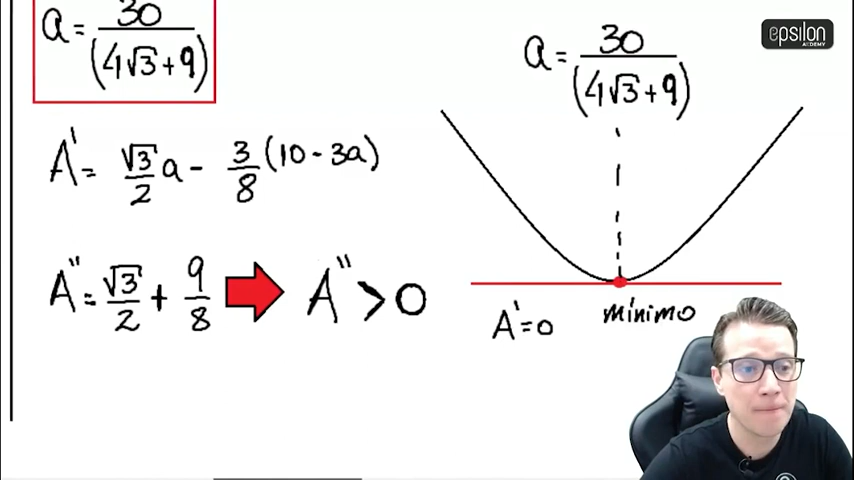 a = 30/(4√3+9)
A' = √3/2 a - 3/8 (10 - 3a)
A'' = √3/2 + 9/8
A'' > 0
epsilon
ACADEMY
a = 30/(4√3+9)
A' = 0
mínimo